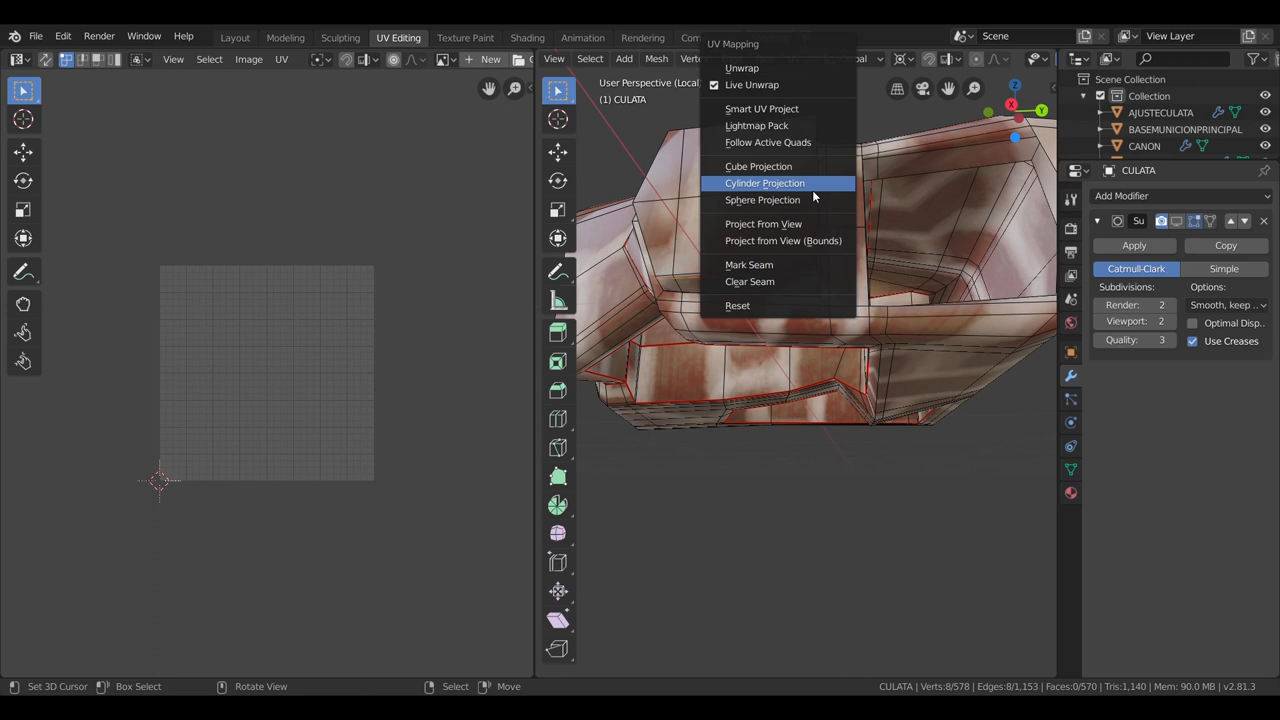 File Edit Render Window Help Layout Modeling Sculpting UV Editing Texture Paint Shading Animation Rendering Com Scene View Layer
View Select Image UV New View Select Add Mesh Vert
UV Mapping
Unwrap
Live Unwrap
Smart UV Project
Lightmap Pack
Follow Active Quads
Cube Projection
Cylinder Projection
Sphere Projection
Project From View
Project from View (Bounds)
Mark Seam
Clear Seam
Reset
User Perspective (Local)
(1) CULATA
X
Y
Z
Scene Collection
Collection
AJUSTECULATA
BASEMUNICIONPRINCIPAL
CANON
CULATA
Add Modifier
Su
Apply Copy
Catmull-Clark Simple
Subdivisions: Options:
Render: 2 Smooth, keep ..
Viewport: 2 Optimal Disp..
Quality: 3 Use Creases
Set 3D Cursor Box Select Rotate View Select Move CULATA | Verts:8/578 | Edges:8/1,153 | Faces:0/570 | Tris:1,140 | Mem: 90.0 MB | v2.81.3